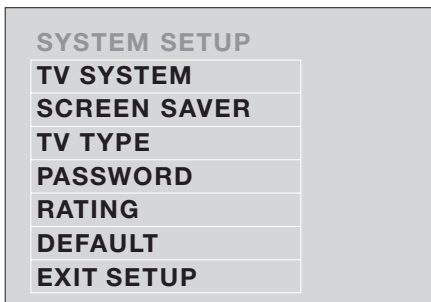 SYSTEM SETUP
TV SYSTEM
SCREEN SAVER
TV TYPE
PASSWORD
RATING
DEFAULT
EXIT SETUP